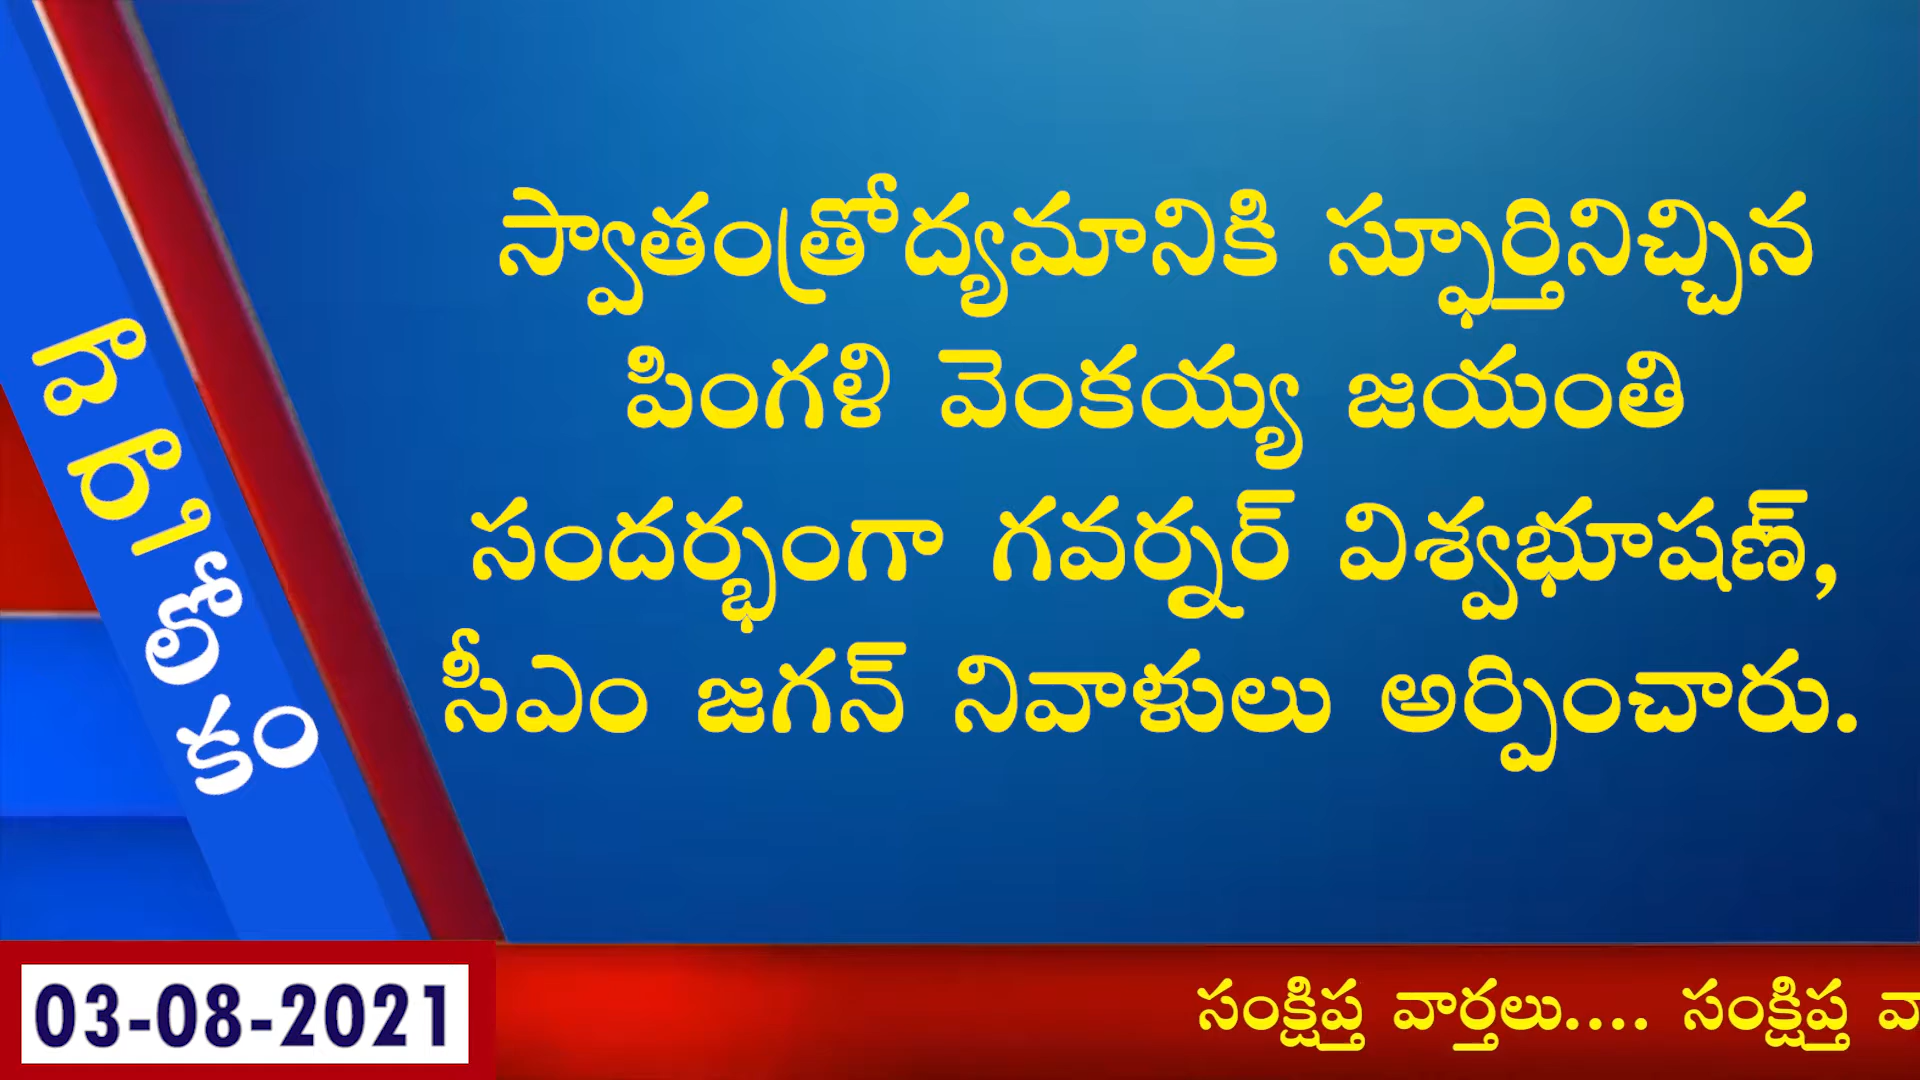 స్వాతంత్రోద్యమానికి స్ఫూర్తినిచ్చిన
పింగళి వెంకయ్య జయంతి
సందర్భంగా గవర్నర్ విశ్వభూషణ్,
సీఎం జగన్ నివాళులు అర్పించారు.
వార్తాలోకం
03-08-2021
సంక్షిప్త వార్తలు.... సంక్షిప్త వా